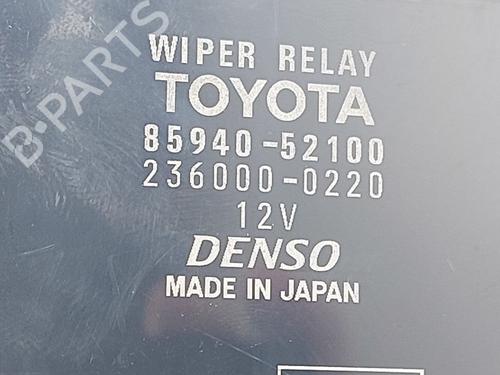 B-PARTS
WIPER RELAY
TOYOTA
85940-52100
236000-0220
12V
DENSO
MADE IN JAPAN